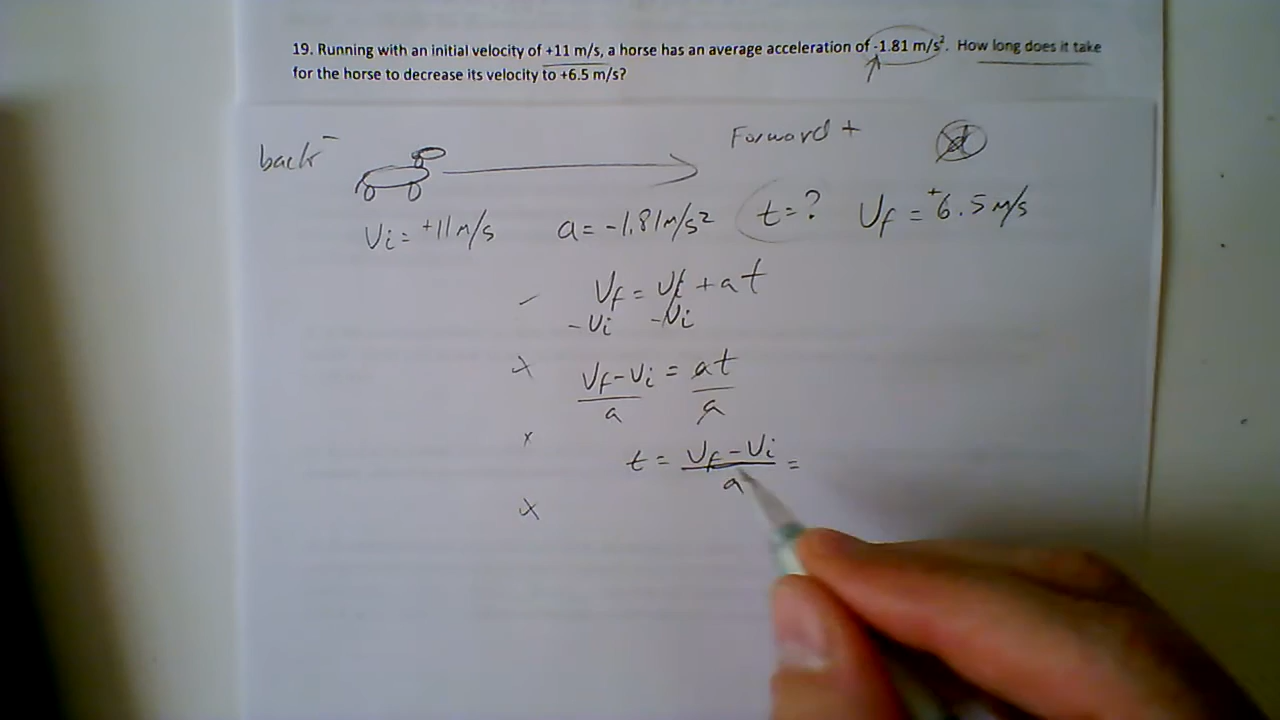 19. Running with an initial velocity of +11 m/s, a horse has an average acceleration of -1.81 m/s². How long does it take
for the horse to decrease its velocity to +6.5 m/s?
back - Forward +
Vi = +11 m/s a = -1.81 m/s² t = ? Vf = +6.5 m/s
Vf = Vi + at
-Vi -Vi
Vf - Vi = at
a a
t = Vf - Vi =
a